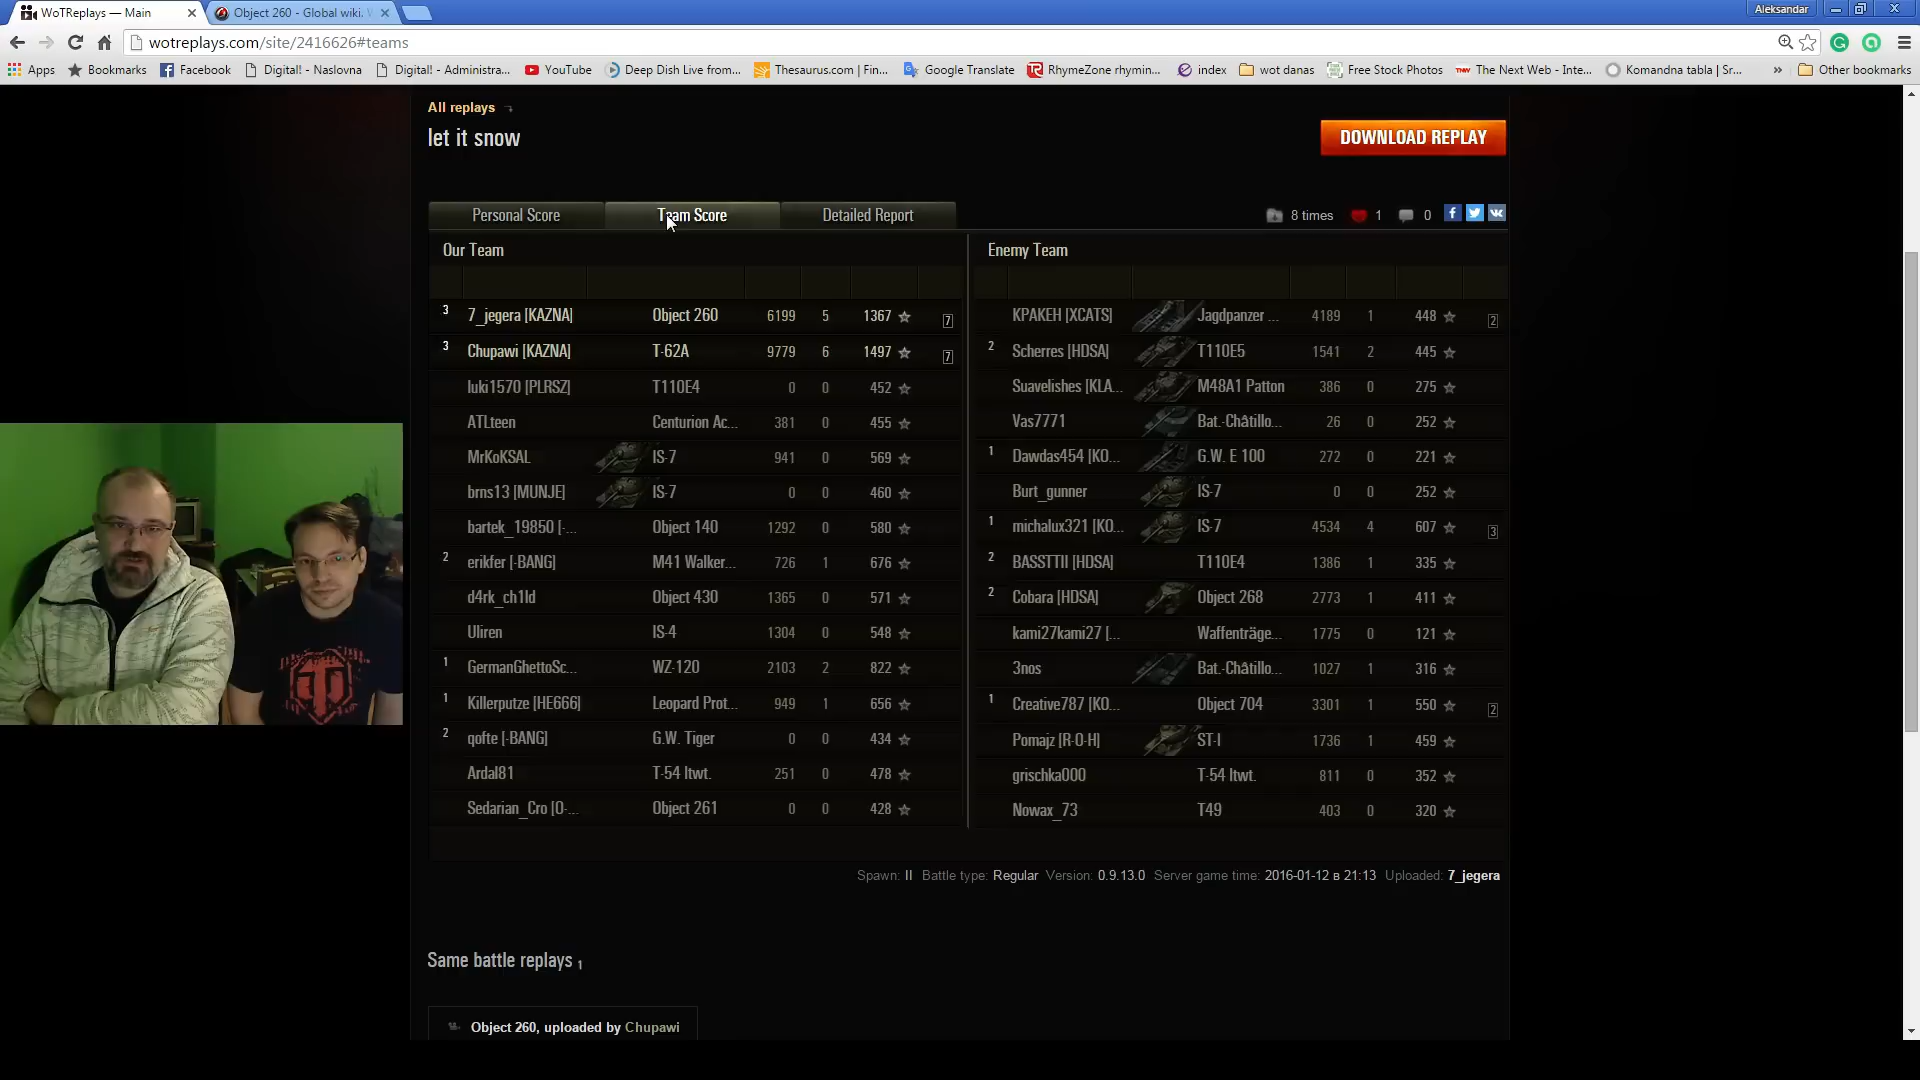 WoTReplays — Main
Object 260 - Global wiki. W
Aleksandar
wotreplays.com/site/2416626#teams
Apps Bookmarks Facebook Digital! - Naslovna Digital! - Administra... YouTube Deep Dish Live from... Thesaurus.com | Fin... Google Translate RhymeZone rhymin... index wot danas Free Stock Photos The Next Web - Inte... Komandna tabla | Sr... » Other bookmarks
All replays
let it snow
DOWNLOAD REPLAY
Personal Score Team Score Detailed Report 8 times 1 0
Our Team Enemy Team
3 7_jegera [KAZNA] Object 260 6199 5 1367 7 KPAKEH [XCATS] Jagdpanzer ... 4189 1 448 2
3 Chupawi [KAZNA] T-62A 9779 6 1497 7 2 Scherres [HDSA] T110E5 1541 2 445
luki1570 [PLRSZ] T110E4 0 0 452 Suavelishes [KLA... M48A1 Patton 386 0 275
ATLteen Centurion Ac... 381 0 455 Vas7771 Bat.-Châtillo... 26 0 252
MrKoKSAL IS-7 941 0 569 1 Dawdas454 [KO... G.W. E 100 272 0 221
brns13 [MUNJE] IS-7 0 0 460 Burt_gunner IS-7 0 0 252
bartek_19850 [-... Object 140 1292 0 580 1 michalux321 [KO... IS-7 4534 4 607 3
2 erikfer [-BANG] M41 Walker... 726 1 676 2 BASSTTII [HDSA] T110E4 1386 1 335
d4rk_ch1ld Object 430 1365 0 571 2 Cobara [HDSA] Object 268 2773 1 411
Uliren IS-4 1304 0 548 kami27kami27 [... Waffenträge... 1775 0 121
1 GermanGhettoSc... WZ-120 2103 2 822 3nos Bat.-Châtillo... 1027 1 316
1 Killerputze [HE666] Leopard Prot... 949 1 656 1 Creative787 [KO... Object 704 3301 1 550 2
2 qofte [-BANG] G.W. Tiger 0 0 434 Pomajz [R-O-H] ST-I 1736 1 459
Ardal81 T-54 ltwt. 251 0 478 grischka000 T-54 ltwt. 811 0 352
Sedarian_Cro [O-... Object 261 0 0 428 Nowax_73 T49 403 0 320
Spawn: II Battle type: Regular Version: 0.9.13.0 Server game time: 2016-01-12 в 21:13 Uploaded: 7_jegera
Same battle replays 1
Object 260, uploaded by Chupawi